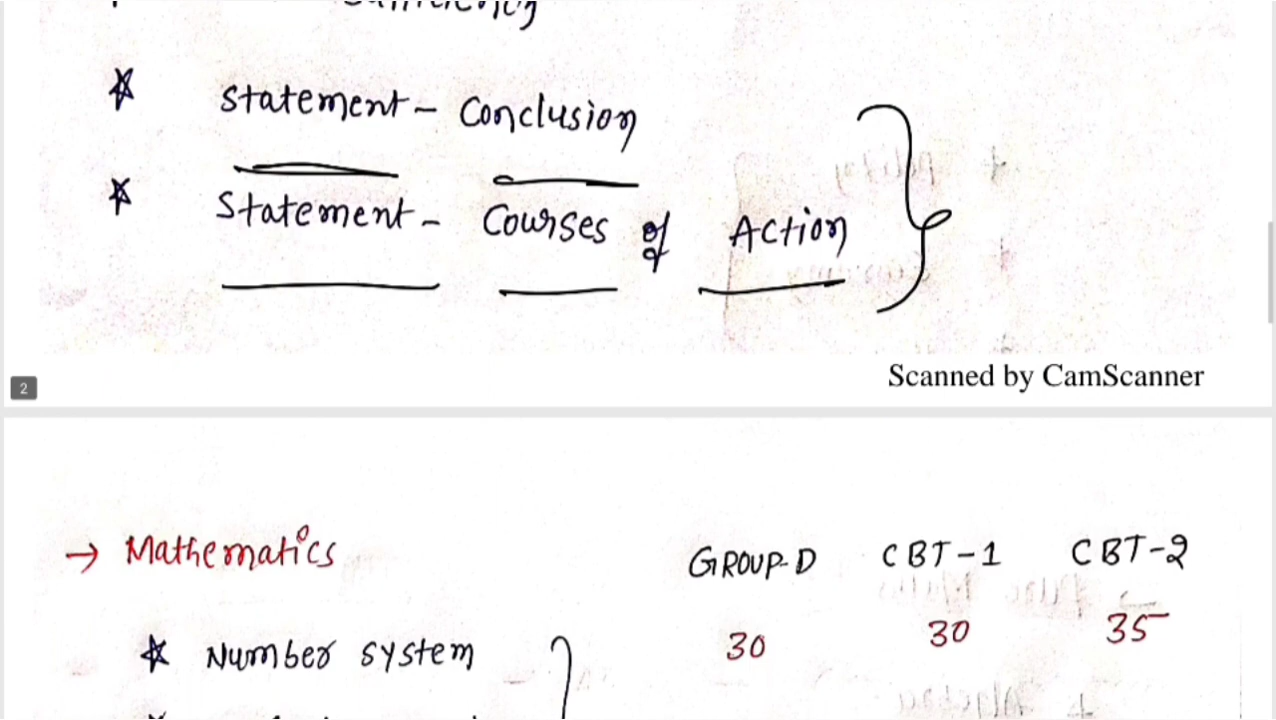 ☆ Statement - Conclusion
☆ Statement - Courses of Action
Scanned by CamScanner
2
→ Mathematics GROUP-D CBT-1 CBT-2
☆ Number system 30 30 35